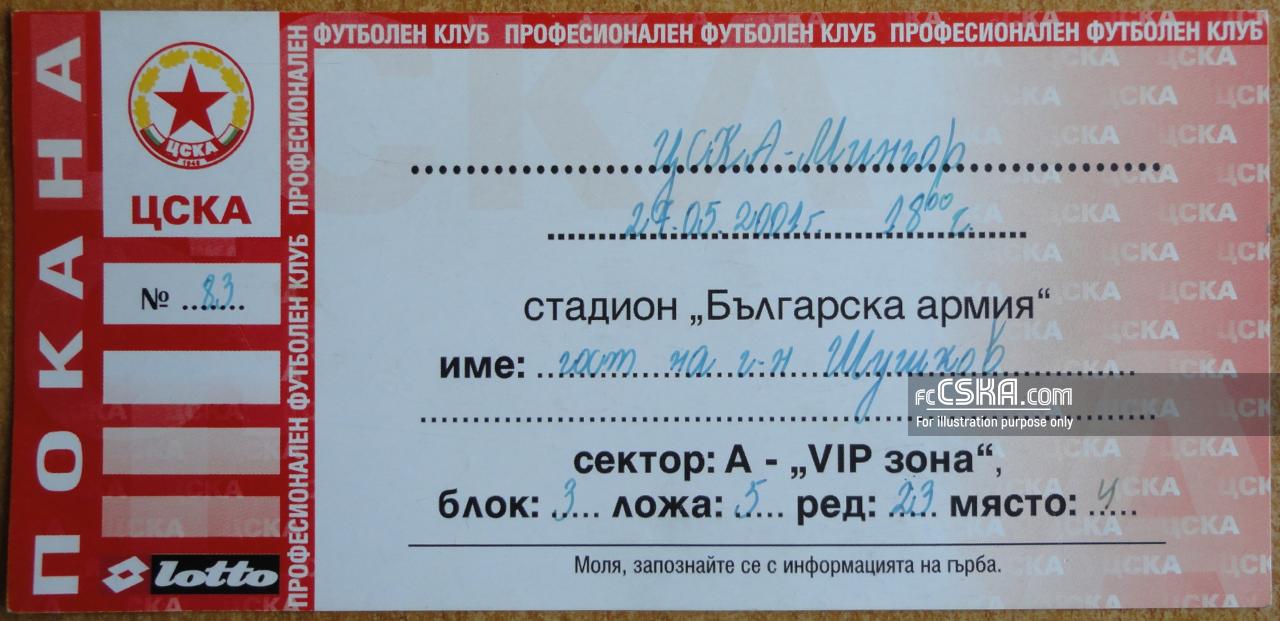 ПОКАНА
ЦСКА
1948
ЦСКА
№ ..83....
lotto
ПРОФЕСИОНАЛЕН ФУТБОЛЕН КЛУБ ПРОФЕСИОНАЛЕН
ФУТБОЛЕН КЛУБ ПРОФЕСИОНАЛЕН ФУТБОЛЕН КЛУБ ПРОФЕСИОНАЛЕН ФУТБОЛЕН КЛУБ
ЦСКА - Миньор
27.05.2001г. 18⁰⁰ г.
стадион „Българска армия“
име: гост на г-н Шушков
fcCSKA.com
For illustration purpose only
сектор: А - „VIP зона“,
блок: 3 ложа: 5 ред: 23 място: 4
Моля, запознайте се с информацията на гърба.